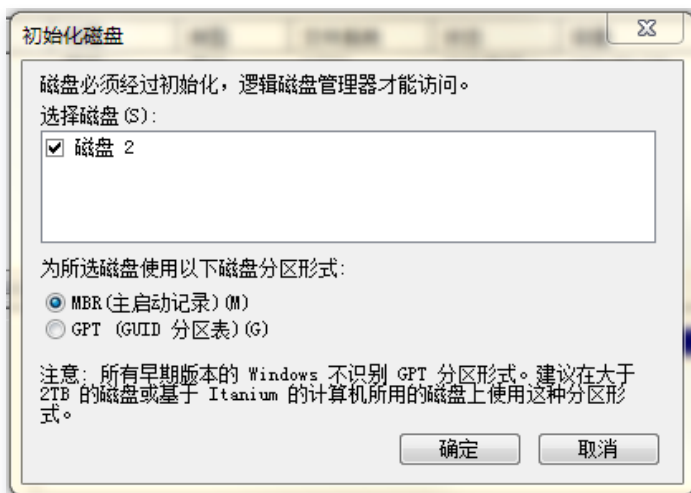 初始化磁盘
磁盘必须经过初始化，逻辑磁盘管理器才能访问。
选择磁盘(S):
磁盘 2
为所选磁盘使用以下磁盘分区形式:
MBR(主启动记录)(M)
GPT (GUID 分区表)(G)
注意: 所有早期版本的 Windows 不识别 GPT 分区形式。建议在大于
2TB 的磁盘或基于 Itanium 的计算机所用的磁盘上使用这种分区形
式。
确定 取消